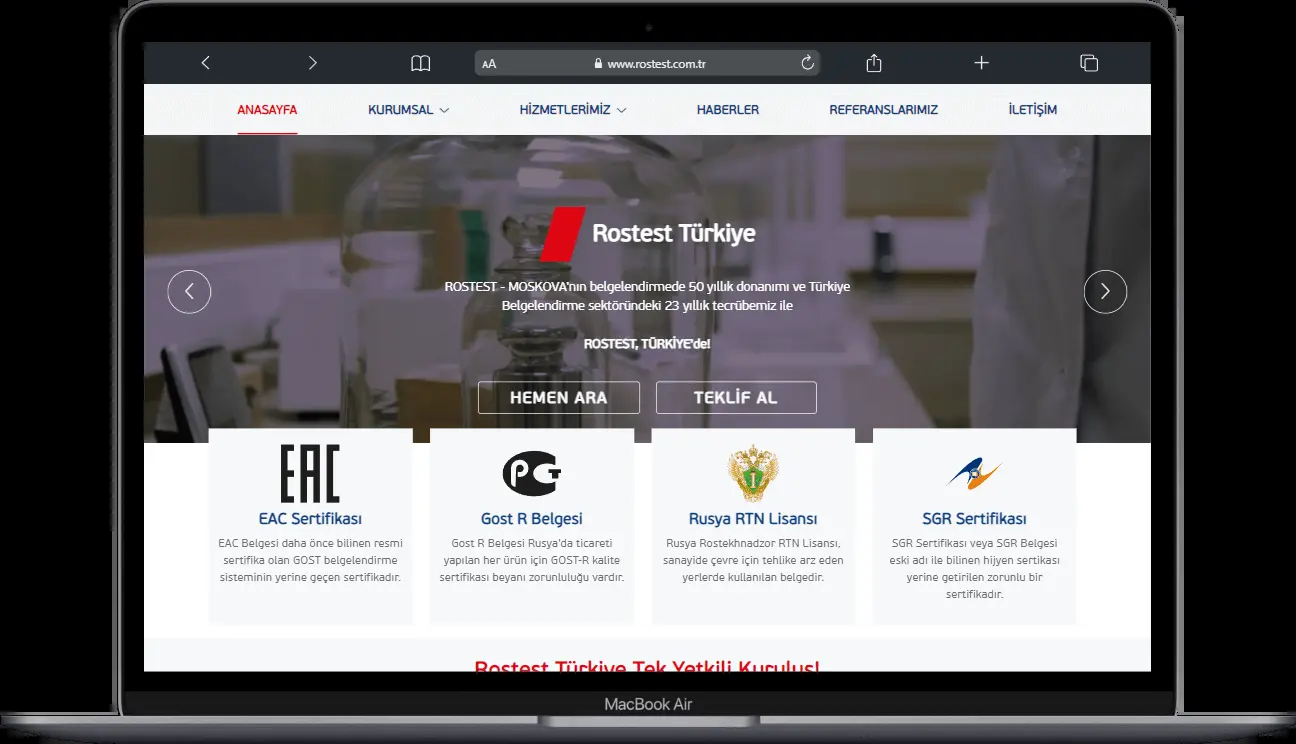 AA www.rostest.com.tr
ANASAYFA KURUMSAL HİZMETLERİMİZ HABERLER REFERANSLARIMIZ İLETİŞİM
Rostest Türkiye
ROSTEST - MOSKOVA'nın belgelendirmede 50 yıllık donanımı ve Türkiye
Belgelendirme sektöründeki 23 yıllık tecrübemiz ile
ROSTEST, TÜRKİYE'de!
HEMEN ARA TEKLİF AL
EAC
EAC Sertifikası
EAC Belgesi daha önce bilinen resmi
sertifika olan GOST belgelendirme
sisteminin yerine geçen sertifikadır.
Gost R Belgesi
Gost R Belgesi Rusya'da ticareti
yapılan her ürün için GOST-R kalite
sertifikası beyanı zorunluluğu vardır.
Rusya RTN Lisansı
Rusya Rostekhnadzor RTN Lisansı,
sanayide çevre için tehlike arz eden
yerlerde kullanılan belgedir.
SGR Sertifikası
SGR Sertifikası veya SGR Belgesi
eski adı ile bilinen hijyen sertikası
yerine getirilen zorunlu bir
sertifikadır.
Rostest Türkiye Tek Yetkili Kuruluş!
MacBook Air